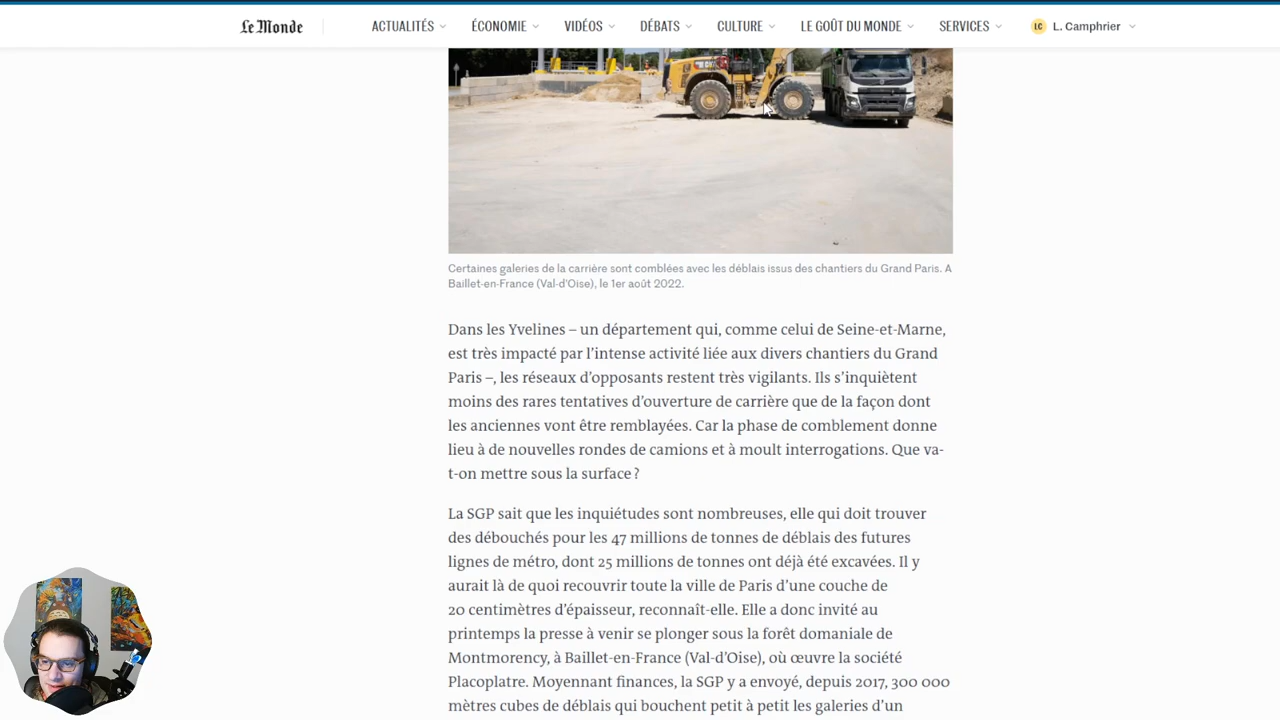 Le Monde
ACTUALITÉS
ÉCONOMIE
VIDÉOS
DÉBATS
CULTURE
LE GOÛT DU MONDE
SERVICES
LC
L. Camphrier
Certaines galeries de la carrière sont comblées avec les déblais issus des chantiers du Grand Paris. A
Baillet-en-France (Val-d'Oise), le 1er août 2022.
Dans les Yvelines – un département qui, comme celui de Seine-et-Marne,
est très impacté par l'intense activité liée aux divers chantiers du Grand
Paris –, les réseaux d'opposants restent très vigilants. Ils s'inquiètent
moins des rares tentatives d'ouverture de carrière que de la façon dont
les anciennes vont être remblayées. Car la phase de comblement donne
lieu à de nouvelles rondes de camions et à moult interrogations. Que va-
t-on mettre sous la surface ?
La SGP sait que les inquiétudes sont nombreuses, elle qui doit trouver
des débouchés pour les 47 millions de tonnes de déblais des futures
lignes de métro, dont 25 millions de tonnes ont déjà été excavées. Il y
aurait là de quoi recouvrir toute la ville de Paris d'une couche de
20 centimètres d'épaisseur, reconnaît-elle. Elle a donc invité au
printemps la presse à venir se plonger sous la forêt domaniale de
Montmorency, à Baillet-en-France (Val-d'Oise), où œuvre la société
Placoplatre. Moyennant finances, la SGP y a envoyé, depuis 2017, 300 000
mètres cubes de déblais qui bouchent petit à petit les galeries d'un